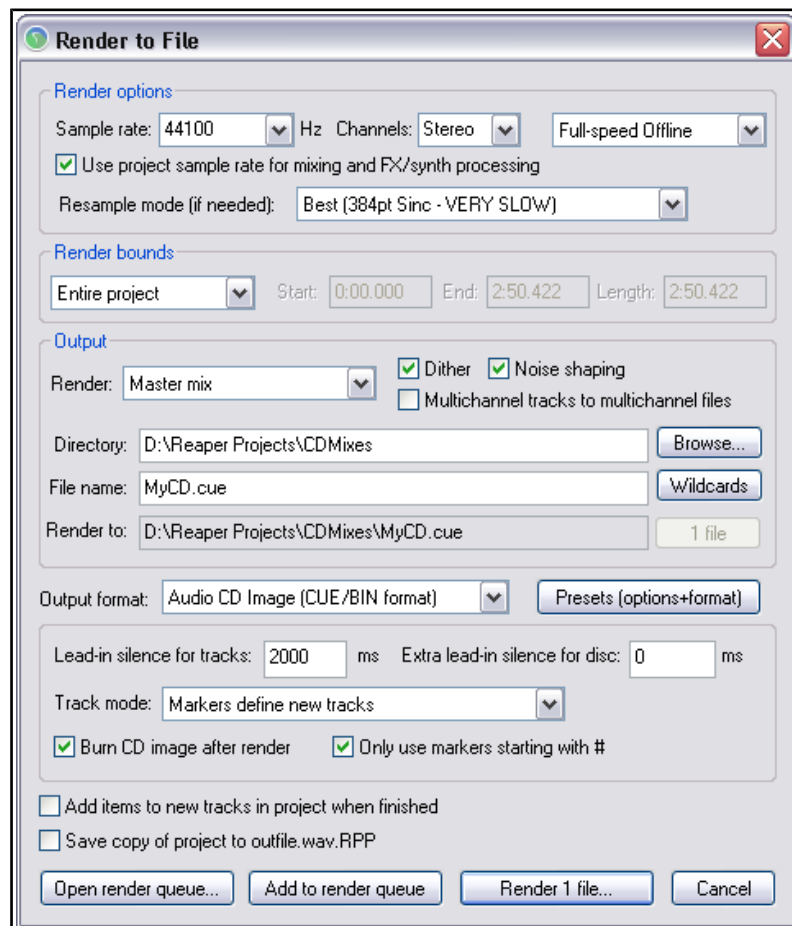 Render to File
Render options
Sample rate: 44100 Hz Channels: Stereo Full-speed Offline
Use project sample rate for mixing and FX/synth processing
Resample mode (if needed): Best (384pt Sinc - VERY SLOW)
Render bounds
Entire project Start: 0:00.000 End: 2:50.422 Length: 2:50.422
Output
Render: Master mix Dither Noise shaping
Multichannel tracks to multichannel files
Directory: D:\Reaper Projects\CDMixes Browse...
File name: MyCD.cue Wildcards
Render to: D:\Reaper Projects\CDMixes\MyCD.cue 1 file
Output format: Audio CD Image (CUE/BIN format) Presets (options+format)
Lead-in silence for tracks: 2000 ms Extra lead-in silence for disc: 0 ms
Track mode: Markers define new tracks
Burn CD image after render Only use markers starting with #
Add items to new tracks in project when finished
Save copy of project to outfile.wav.RPP
Open render queue... Add to render queue Render 1 file... Cancel